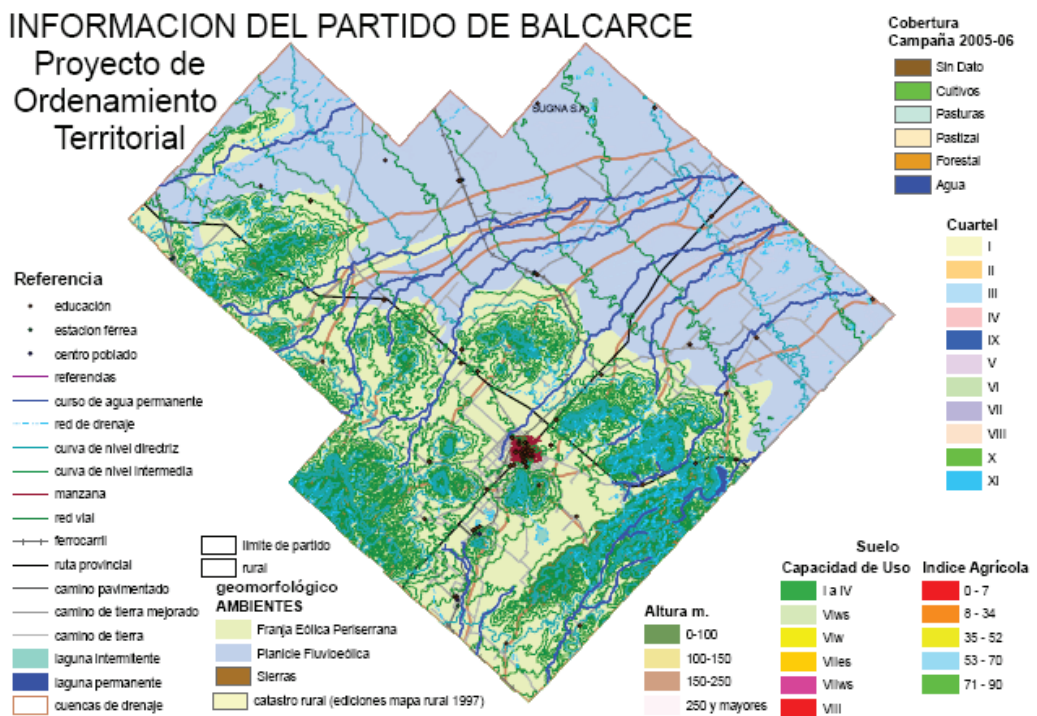 INFORMACION DEL PARTIDO DE BALCARCE
Proyecto de
Ordenamiento
Territorial
SUGNA S.A.
Cobertura
Campaña 2005-06
Sin Dato
Cultivos
Pasturas
Pastizal
Forestal
Agua
Cuartel
I
II
III
IV
IX
V
VI
VII
VIII
X
XI
Referencia
educación
estacion férrea
centro poblado
referencias
curso de agua permanente
red de drenaje
curva de nivel directriz
curva de nivel intermedia
manzana
red vial
ferrocarril
ruta provincial
camino pavimentado
camino de tierra mejorado
camino de tierra
laguna intermitente
laguna permanente
cuencas de drenaje
limite de partido
rural
geomorfológico
AMBIENTES
Franja Eólica Periserrana
Planicie Fluvioeólica
Sierras
catastro rural (ediciones mapa rural 1997)
Altura m.
0-100
100-150
150-250
250 y mayores
Suelo
Capacidad de Uso
I a IV
VIws
VIw
VIIes
VIIws
VIII
Indice Agrícola
0 - 7
8 - 34
35 - 52
53 - 70
71 - 90